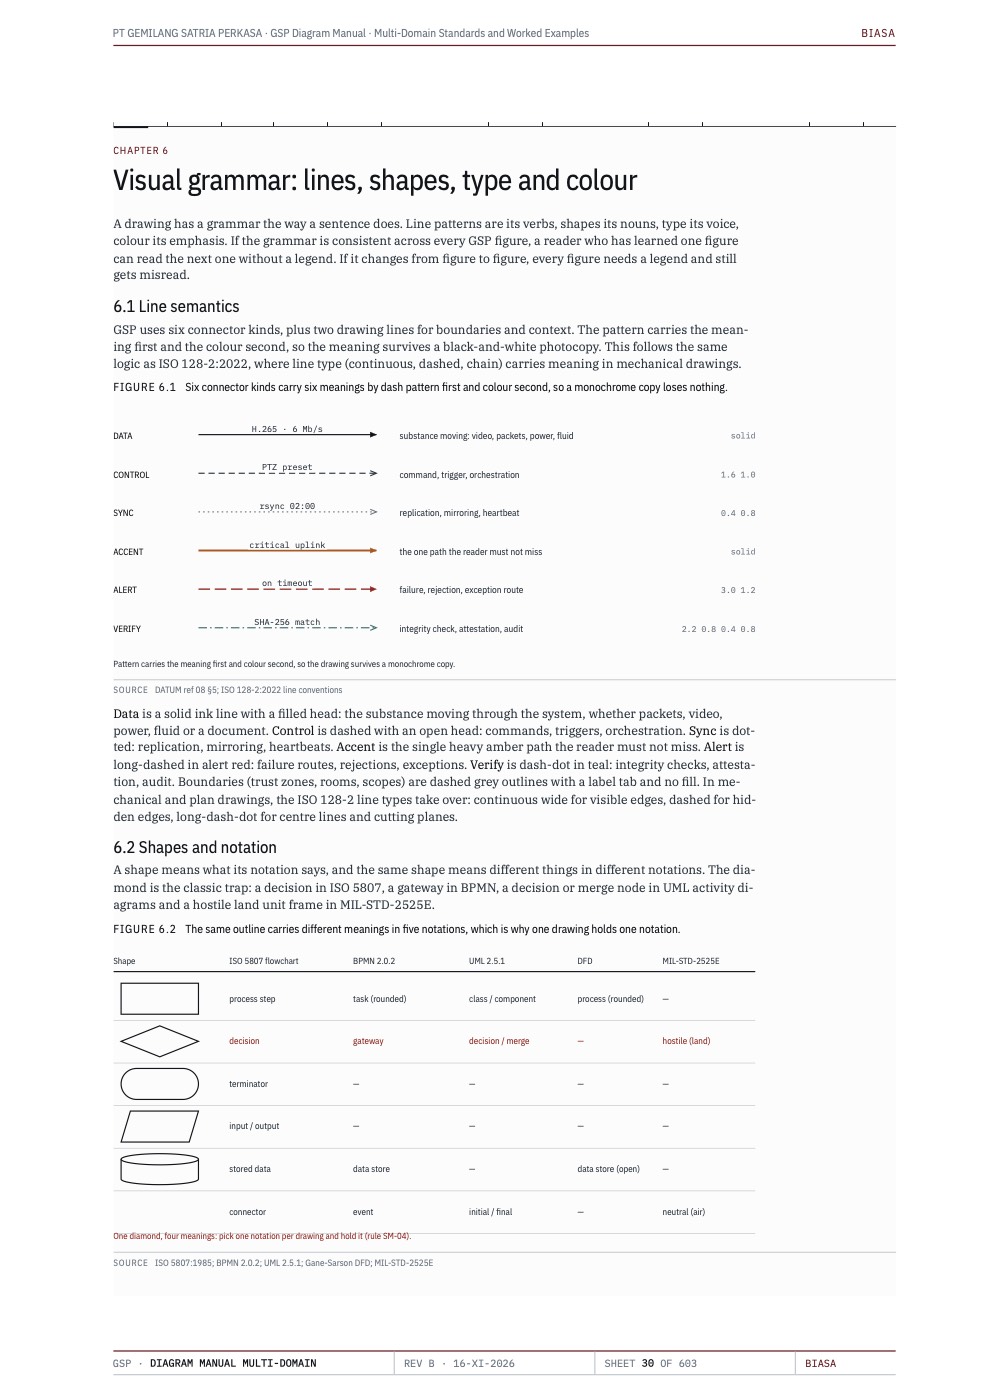 PT GEMILANG SATRIA PERKASA · GSP Diagram Manual · Multi-Domain Standards and Worked Examples BIASA
CHAPTER 6
Visual grammar: lines, shapes, type and colour
A drawing has a grammar the way a sentence does. Line patterns are its verbs, shapes its nouns, type its voice,
colour its emphasis. If the grammar is consistent across every GSP figure, a reader who has learned one figure
can read the next one without a legend. If it changes from figure to figure, every figure needs a legend and still
gets misread.
6.1 Line semantics
GSP uses six connector kinds, plus two drawing lines for boundaries and context. The pattern carries the mean-
ing first and the colour second, so the meaning survives a black-and-white photocopy. This follows the same
logic as ISO 128-2:2022, where line type (continuous, dashed, chain) carries meaning in mechanical drawings.
FIGURE 6.1 Six connector kinds carry six meanings by dash pattern first and colour second, so a monochrome copy loses nothing.
DATA H.265 · 6 Mb/s substance moving: video, packets, power, fluid solid
CONTROL PTZ preset command, trigger, orchestration 1.6 1.0
SYNC rsync 02:00 replication, mirroring, heartbeat 0.4 0.8
ACCENT critical uplink the one path the reader must not miss solid
ALERT on timeout failure, rejection, exception route 3.0 1.2
VERIFY SHA-256 match integrity check, attestation, audit 2.2 0.8 0.4 0.8
Pattern carries the meaning first and colour second, so the drawing survives a monochrome copy.
SOURCE DATUM ref 08 §5; ISO 128-2:2022 line conventions
Data is a solid ink line with a filled head: the substance moving through the system, whether packets, video,
power, fluid or a document. Control is dashed with an open head: commands, triggers, orchestration. Sync is dot-
ted: replication, mirroring, heartbeats. Accent is the single heavy amber path the reader must not miss. Alert is
long-dashed in alert red: failure routes, rejections, exceptions. Verify is dash-dot in teal: integrity checks, attesta-
tion, audit. Boundaries (trust zones, rooms, scopes) are dashed grey outlines with a label tab and no fill. In me-
chanical and plan drawings, the ISO 128-2 line types take over: continuous wide for visible edges, dashed for hid-
den edges, long-dash-dot for centre lines and cutting planes.
6.2 Shapes and notation
A shape means what its notation says, and the same shape means different things in different notations. The dia-
mond is the classic trap: a decision in ISO 5807, a gateway in BPMN, a decision or merge node in UML activity di-
agrams and a hostile land unit frame in MIL-STD-2525E.
FIGURE 6.2 The same outline carries different meanings in five notations, which is why one drawing holds one notation.
Shape ISO 5807 flowchart BPMN 2.0.2 UML 2.5.1 DFD MIL-STD-2525E
process step task (rounded) class / component process (rounded) —
decision gateway decision / merge — hostile (land)
terminator — — — —
input / output — — — —
stored data data store — data store (open) —
connector event initial / final — neutral (air)
One diamond, four meanings: pick one notation per drawing and hold it (rule SM-04).
SOURCE ISO 5807:1985; BPMN 2.0.2; UML 2.5.1; Gane-Sarson DFD; MIL-STD-2525E
GSP · DIAGRAM MANUAL MULTI-DOMAIN REV B · 16-XI-2026 SHEET 30 OF 603 BIASA